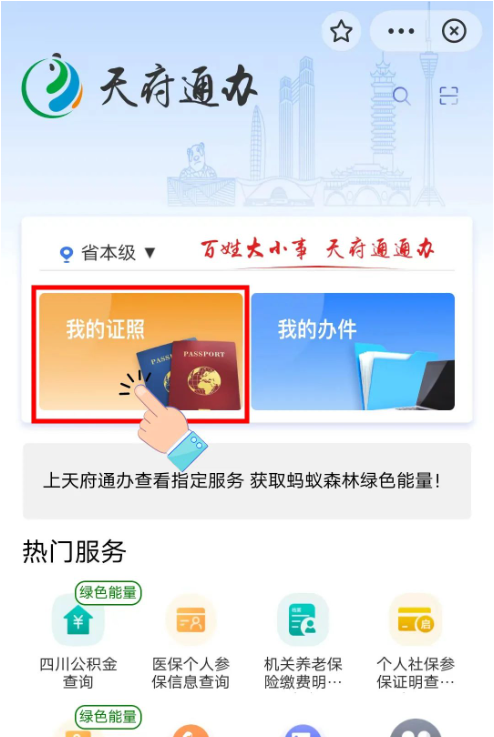 天府通办
省本级▼
百姓大小事 天府通通办
我的证照
我的办件
PASSPORT
PASSPORT
上天府通办查看指定服务 获取蚂蚁森林绿色能量！
热门服务
绿色能量
四川公积金
查询
医保个人参
保信息查询
机关养老保
险缴费明…
个人社保参
保证明查…
绿色能量